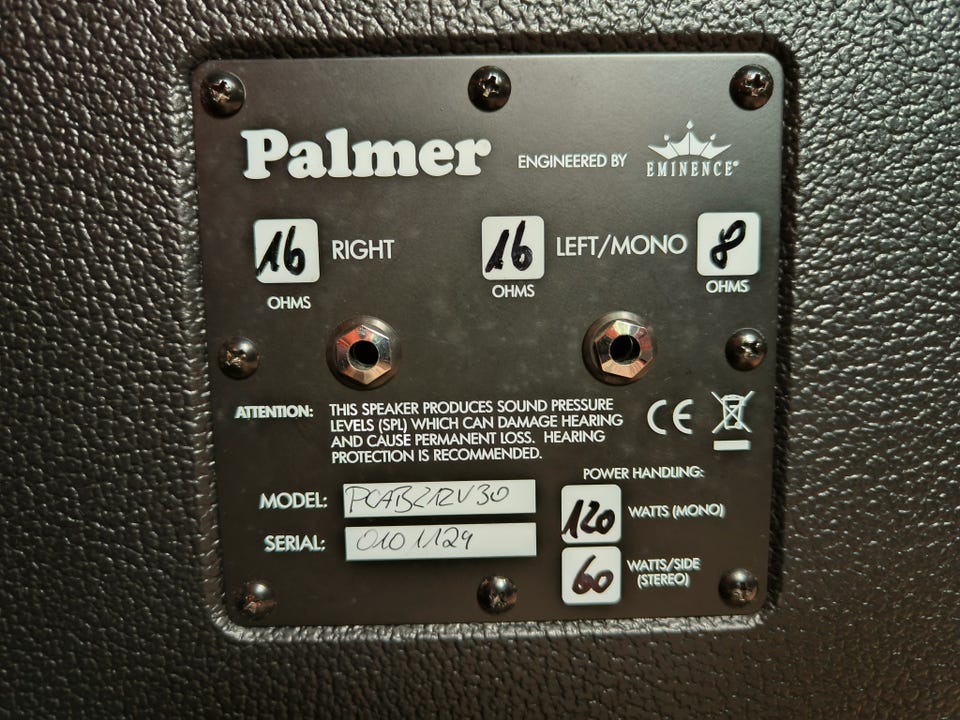 Palmer
ENGINEERED BY
EMINENCE®
16 RIGHT
OHMS
16 LEFT/MONO 8
OHMS
OHMS
ATTENTION: THIS SPEAKER PRODUCES SOUND PRESSURE
LEVELS (SPL) WHICH CAN DAMAGE HEARING
AND CAUSE PERMANENT LOSS. HEARING
PROTECTION IS RECOMMENDED.
CE
POWER HANDLING:
MODEL: PCAB212V30
120 WATTS (MONO)
SERIAL: 0101129
60 WATTS/SIDE
(STEREO)